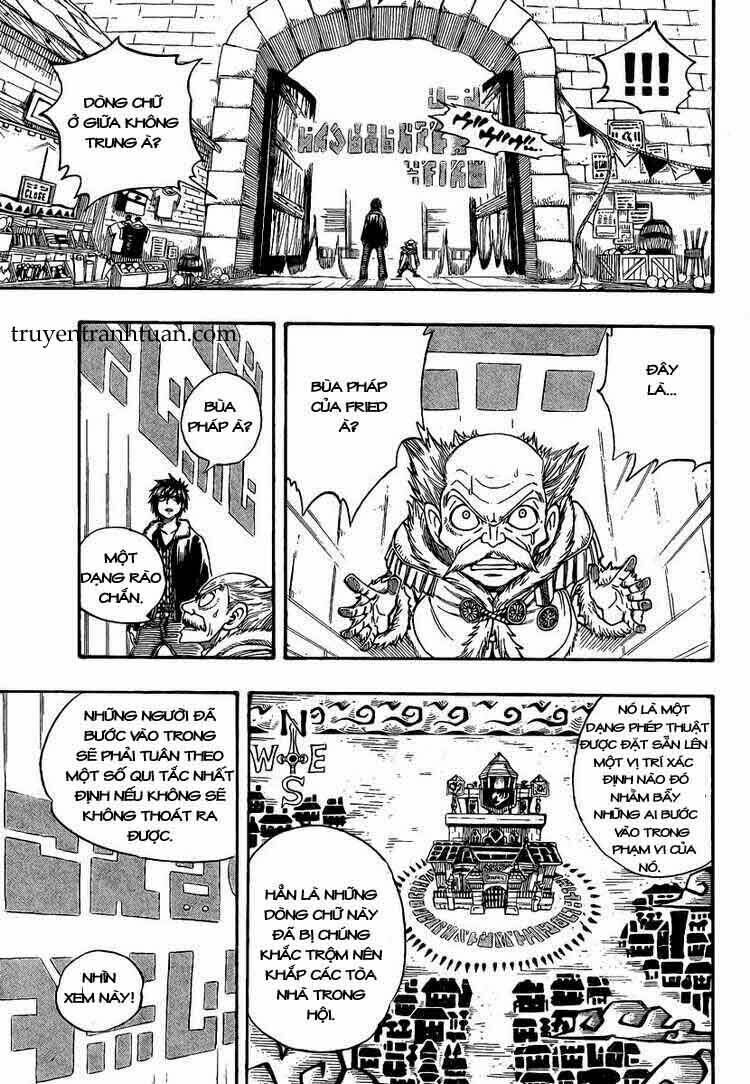 !!!
DÒNG CHỮ
Ở GIỮA KHÔNG
TRUNG À?
CLOSE
truyentranhtuan.com
ĐÂY
LÀ...
BÙA PHÁP
CỦA FRIED
À?
BÙA
PHÁP À?
MỘT
DẠNG RÀO
CHẮN.
NÓ LÀ MỘT
DẠNG PHÉP THUẬT
ĐƯỢC ĐẶT SẴN LÊN
MỘT VỊ TRÍ XÁC
ĐỊNH NÀO ĐÓ
NHẰM BẪY
NHỮNG AI BƯỚC
VÀO TRONG
PHẠM VI CỦA
NÓ.
N
W E
S
HẲN LÀ NHỮNG
DÒNG CHỮ NÀY
ĐÃ BỊ CHÚNG
KHẮC TRỘM NÊN
KHẮP CÁC TÒA
NHÀ TRONG
HỘI.
NHỮNG NGƯỜI ĐÃ
BƯỚC VÀO TRONG
SẼ PHẢI TUÂN THEO
MỘT SỐ QUI TẮC NHẤT
ĐỊNH NẾU KHÔNG SẼ
KHÔNG THOÁT RA
ĐƯỢC.
NHÌN
XEM NÀY!